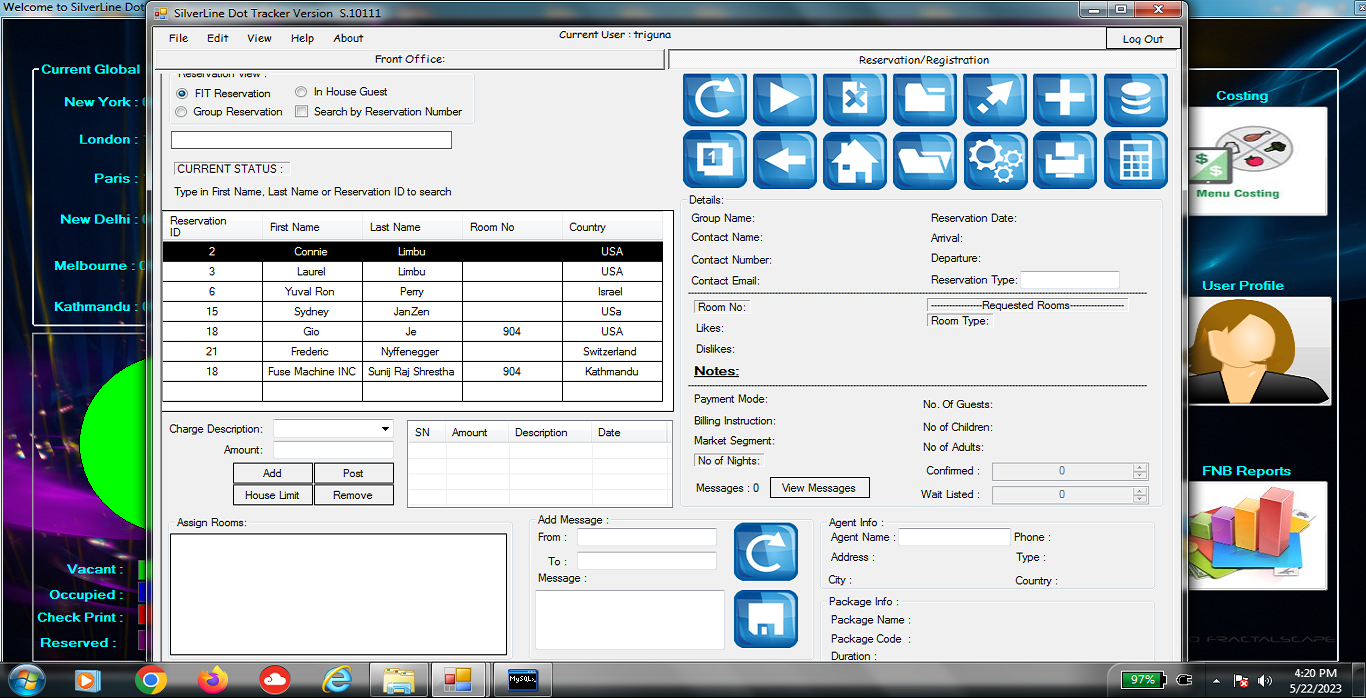 Welcome to SilverLine Dot
SilverLine Dot Tracker Version S.10111
File Edit View Help About
Current User : triguna
Log Out
Front Office:
Reservation/Registration
Reservation View :
FIT Reservation
In House Guest
Group Reservation
Search by Reservation Number
CURRENT STATUS :
Type in First Name, Last Name or Reservation ID to search
Reservation ID First Name Last Name Room No Country
2 Connie Limbu USA
3 Laurel Limbu USA
6 Yuval Ron Perry Israel
15 Sydney JanZen USa
18 Gio Je 904 USA
21 Frederic Nyffenegger Switzerland
18 Fuse Machine INC Sunij Raj Shrestha 904 Kathmandu
Charge Description:
Amount:
Add Post
House Limit Remove
SN Amount Description Date
Assign Rooms:
Add Message :
From :
To :
Message :
1
Details:
Group Name:
Contact Name:
Contact Number:
Contact Email:
Reservation Date:
Arrival:
Departure:
Reservation Type:
Room No:
Likes:
Dislikes:
Notes:
-----------------Requested Rooms------------------
Room Type:
Payment Mode:
Billing Instruction:
Market Segment:
No of Nights:
Messages : 0 View Messages
No. Of Guests:
No of Children:
No of Adults:
Confirmed : 0
Wait Listed : 0
Agent Info :
Agent Name : Phone :
Address : Type :
City : Country :
Package Info :
Package Name :
Package Code :
Duration :
Current Global
New York :
London :
Paris :
New Delhi :
Melbourne :
Kathmandu :
Vacant :
Occupied :
Check Print :
Reserved :
Costing
$
$ $
Menu Costing
User Profile
FNB Reports
FRACTALSCAPE
MySQL
97%
4:20 PM
5/22/2023